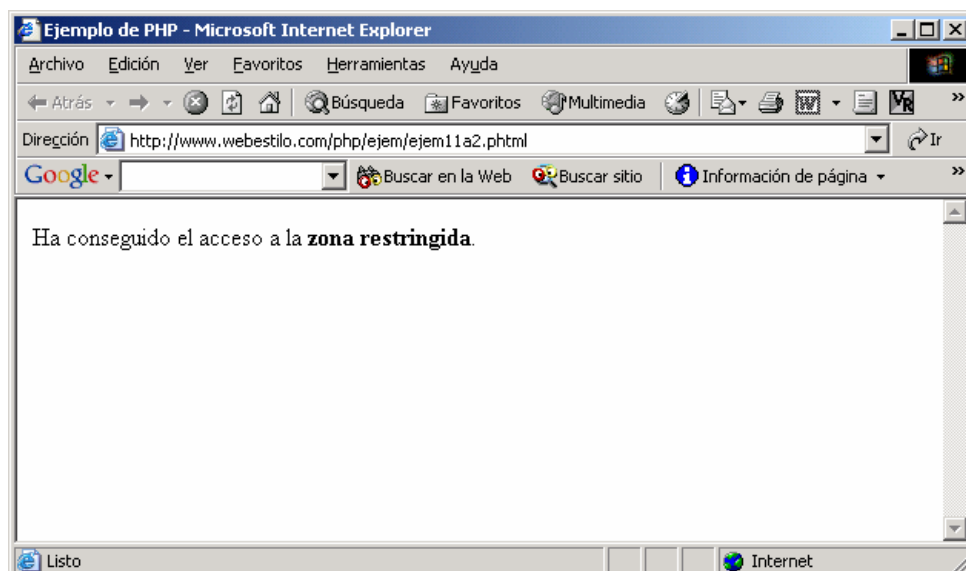 Ejemplo de PHP - Microsoft Internet Explorer
Archivo Edición Ver Favoritos Herramientas Ayuda
Atrás Búsqueda Favoritos Multimedia »
Dirección http://www.webestilo.com/php/ejem/ejem11a2.phtml Ir
Google Buscar en la Web Buscar sitio Información de página »
Ha conseguido el acceso a la zona restringida.
Listo Internet